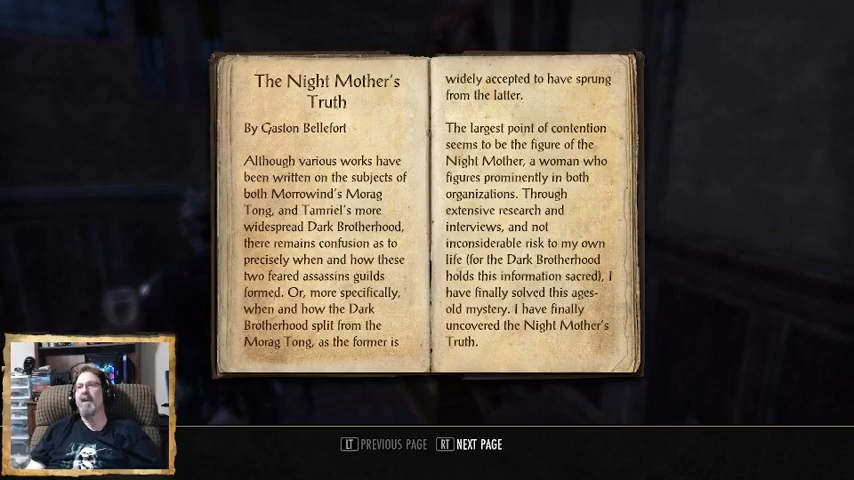 The Night Mother's
Truth
By Gaston Bellefort
Although various works have
been written on the subjects of
both Morrowind's Morag
Tong, and Tamriel's more
widespread Dark Brotherhood,
there remains confusion as to
precisely when and how these
two feared assassins guilds
formed. Or, more specifically,
when and how the Dark
Brotherhood split from the
Morag Tong, as the former is
widely accepted to have sprung
from the latter.
The largest point of contention
seems to be the figure of the
Night Mother, a woman who
figures prominently in both
organizations. Through
extensive research and
interviews, and not
inconsiderable risk to my own
life (for the Dark Brotherhood
holds this information sacred), I
have finally solved this ages-
old mystery. I have finally
uncovered the Night Mother's
Truth.
LT PREVIOUS PAGE RT NEXT PAGE